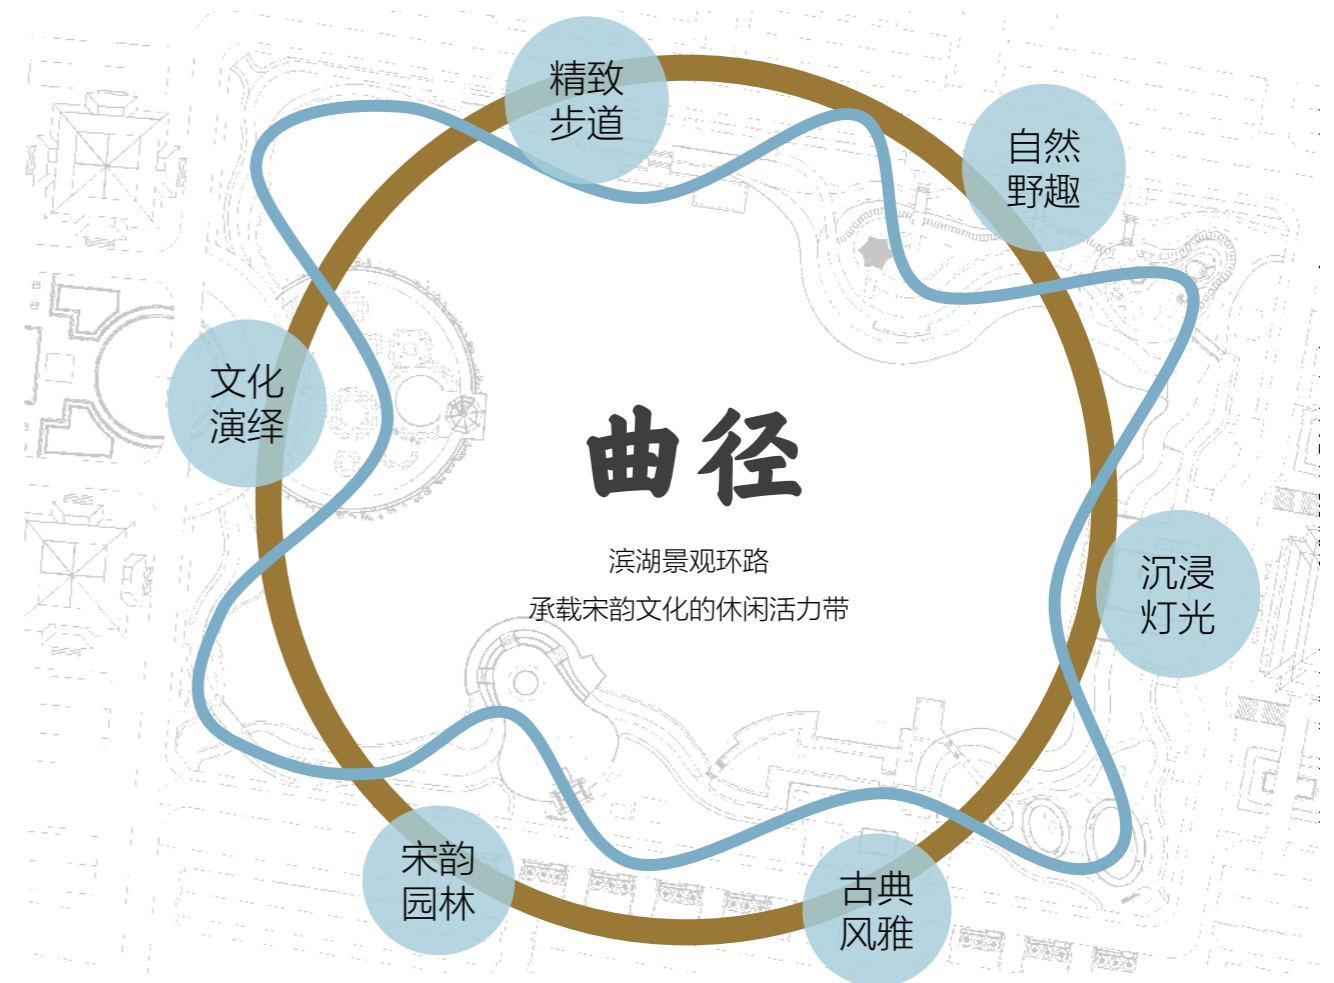 精致
步道
自然
野趣
文化
演绎
曲径
滨湖景观环路
承载宋韵文化的休闲活力带
沉浸
灯光
宋韵
园林
古典
风雅